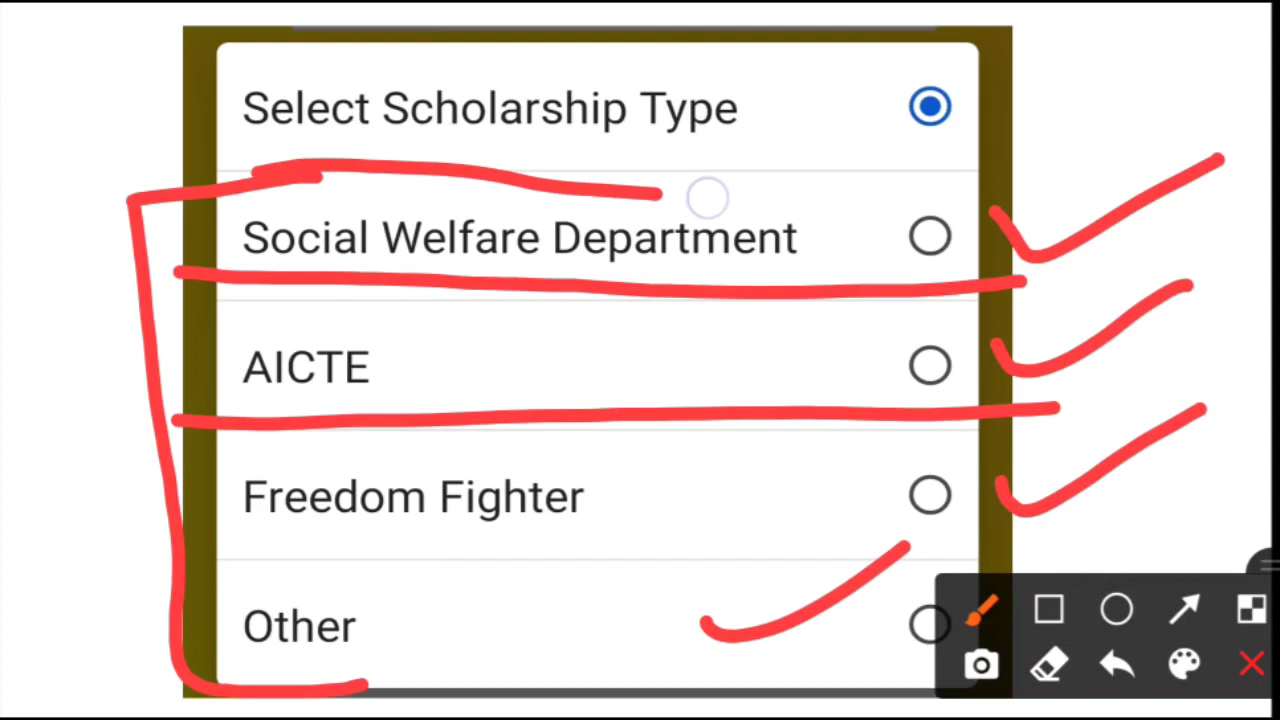 Select Scholarship Type
Social Welfare Department
AICTE
Freedom Fighter
Other